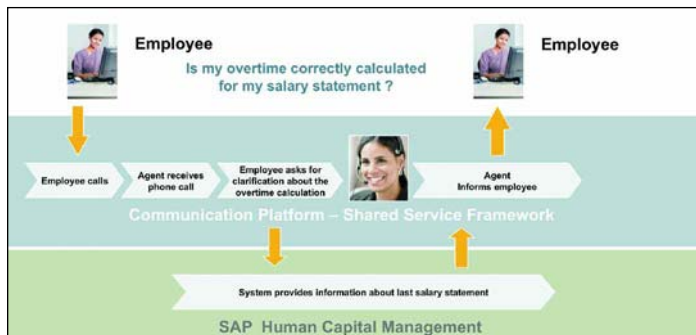 Employee
Employee
Is my overtime correctly calculated
for my salary statement ?
Employee calls
Agent receives
phone call
Employee asks for
clarification about the
overtime calculation
Agent
Informs employee
Communication Platform – Shared Service Framework
System provides information about last salary statement
SAP Human Capital Management